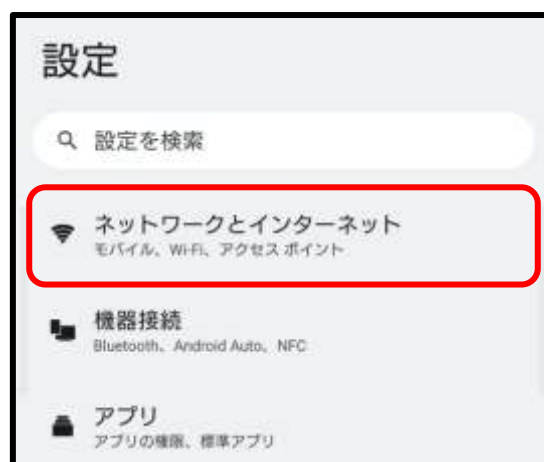 設定
設定を検索
ネットワークとインターネット
モバイル、Wi-Fi、アクセス ポイント
機器接続
Bluetooth、Android Auto、NFC
アプリ
アプリの権限、標準アプリ